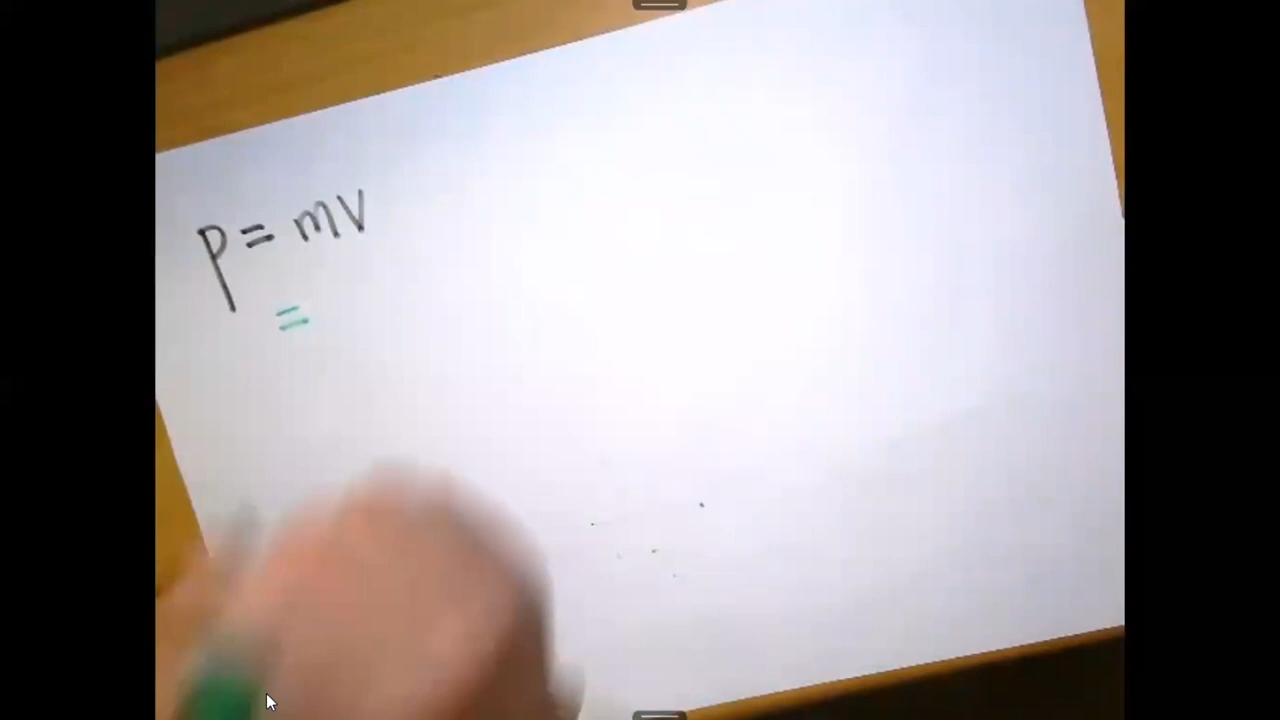 p = mv
=